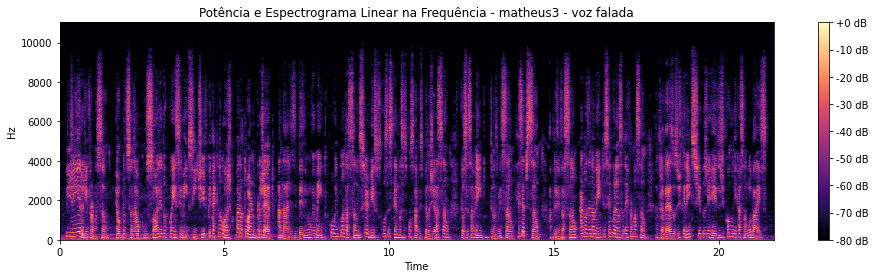 Potência e Espectrograma Linear na Frequência - matheus3 - voz falada
+0 dB
10000
-10 dB
8000
-20 dB
-30 dB
6000
Hz
-40 dB
4000
-50 dB
-60 dB
2000
-70 dB
0
-80 dB
0 5 10 15 20
Time